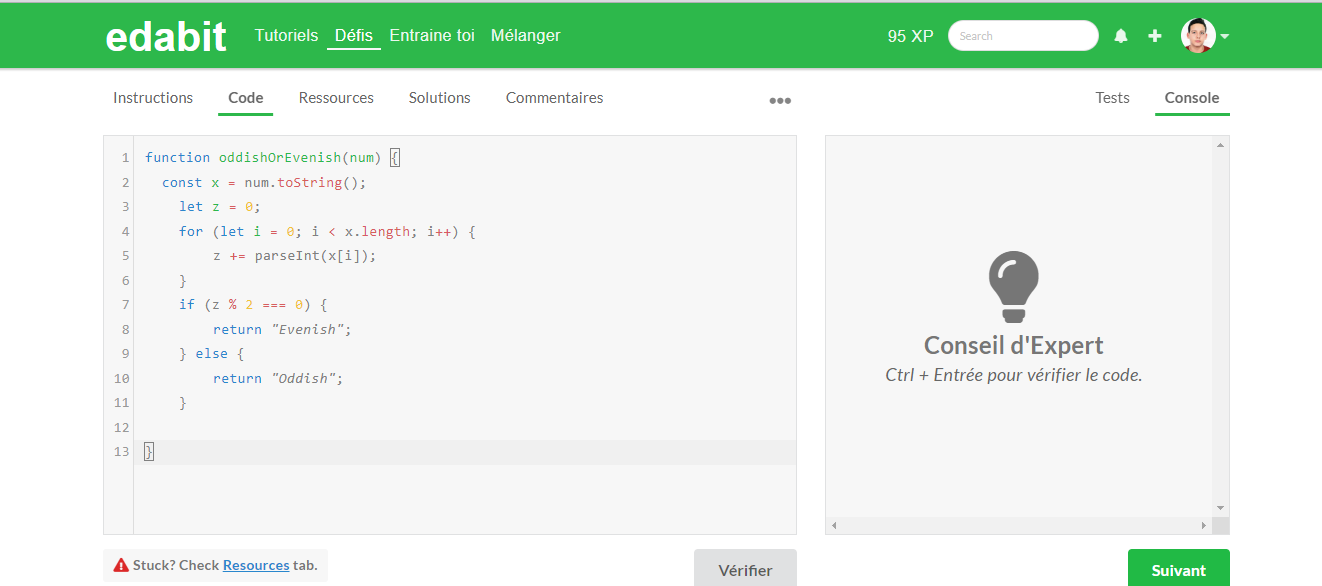 edabit Tutoriels Défis Entraine toi Mélanger 95 XP Search
Instructions Code Ressources Solutions Commentaires ••• Tests Console
1 function oddishOrEvenish(num) {
2 const x = num.toString();
3 let z = 0;
4 for (let i = 0; i < x.length; i++) {
5 z += parseInt(x[i]);
6 }
7 if (z % 2 === 0) {
8 return "Evenish";
9 } else {
10 return "Oddish";
11 }
12
13 }
Conseil d'Expert
Ctrl + Entrée pour vérifier le code.
Stuck? Check Resources tab.
Vérifier
Suivant